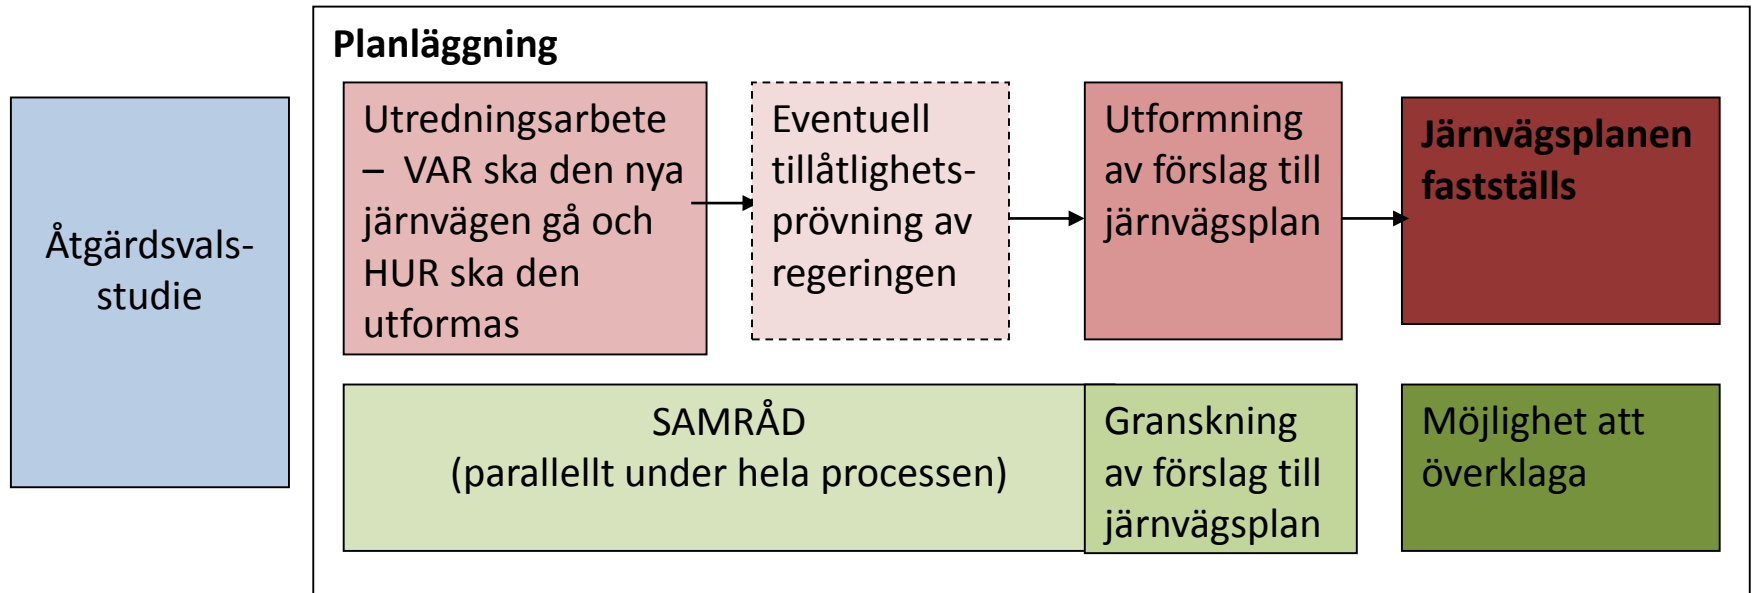 Planläggning
Åtgärdsvals-
studie
Utredningsarbete
– VAR ska den nya
järnvägen gå och
HUR ska den
utformas
Eventuell
tillåtlighets-
prövning av
regeringen
Utformning
av förslag till
järnvägsplan
Järnvägsplanen
fastställs
SAMRÅD
(parallellt under hela processen)
Granskning
av förslag till
järnvägsplan
Möjlighet att
överklaga